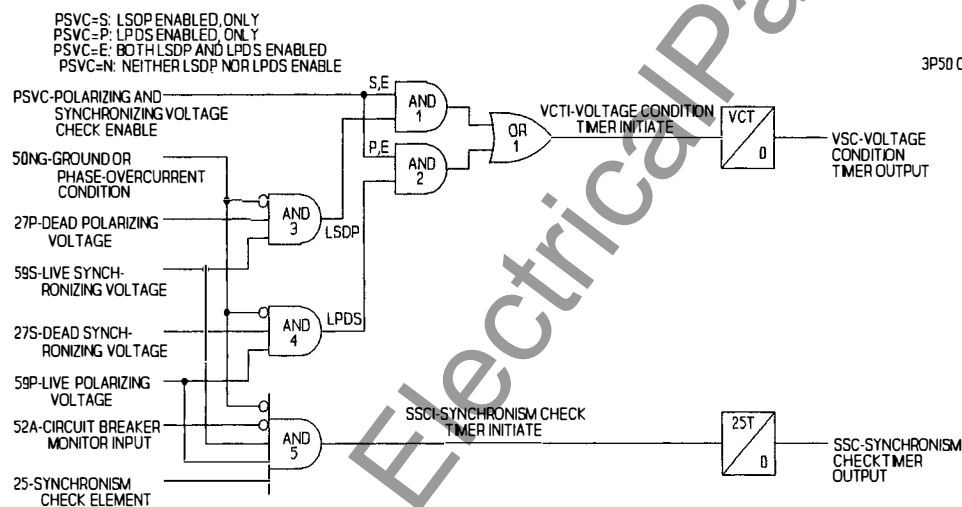 PSVC=S: LSOP ENABLED, ONLY
PSVC=P: LPDS ENABLED, ONLY
PSVC=E: BOTH LSDP AND LPDS ENABLED
PSVC=N: NEITHER LSDP NOR LPDS ENABLE
3P50
PSVC-POLARIZING AND
SYNCHRONIZING VOLTAGE
CHECK ENABLE
S,E
AND
1
P,E
AND
2
OR
1
VCTI-VOLTAGE CONDITION
TIMER INITIATE
VCT
0
VSC-VOLTAGE
CONDITION
TIMER OUTPUT
50NG-GROUND OR
PHASE-OVERCURRENT
CONDITION
27P-DEAD POLARIZING
VOLTAGE
AND
3
LSDP
59S-LIVE SYNCH-
RONIZING VOLTAGE
27S-DEAD SYNCH-
RONIZING VOLTAGE
AND
4
LPDS
59P-LIVE POLARIZING
VOLTAGE
52A-CIRCUIT BREAKER
MONITOR INPUT
AND
5
SSCI-SYNCHRONISM CHECK
TIMER INITIATE
25T
0
SSC-SYNCHRONISM
CHECK TIMER
OUTPUT
25-SYNCHRONISM
CHECK ELEMENT
ElectricalPa